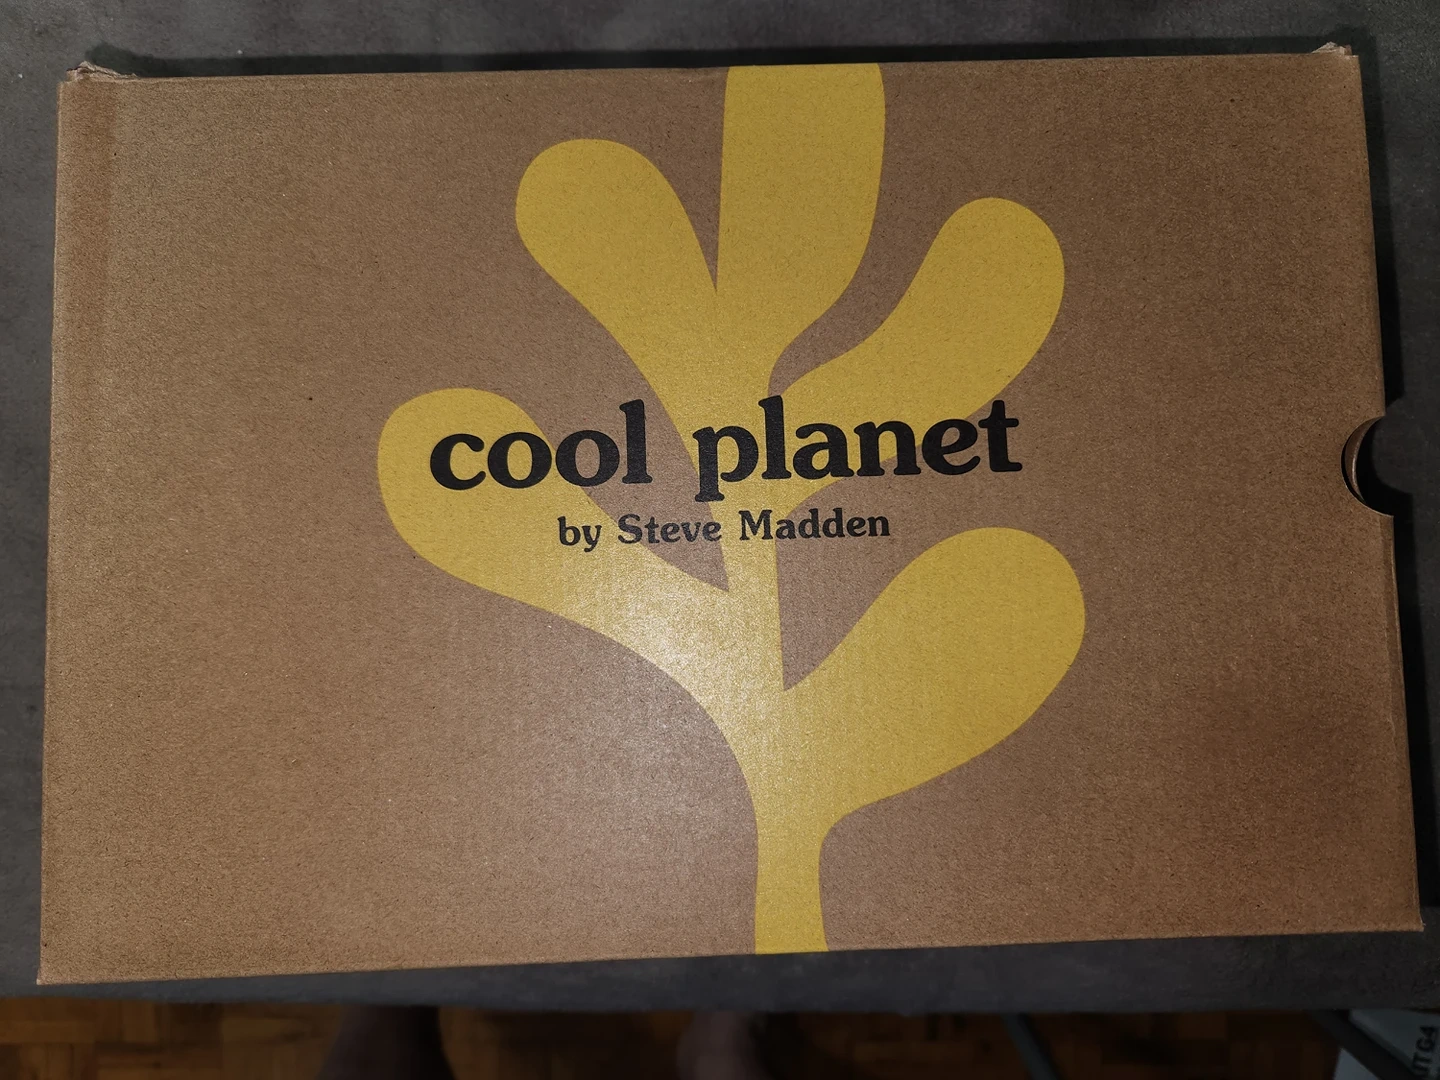 cool planet
by Steve Madden